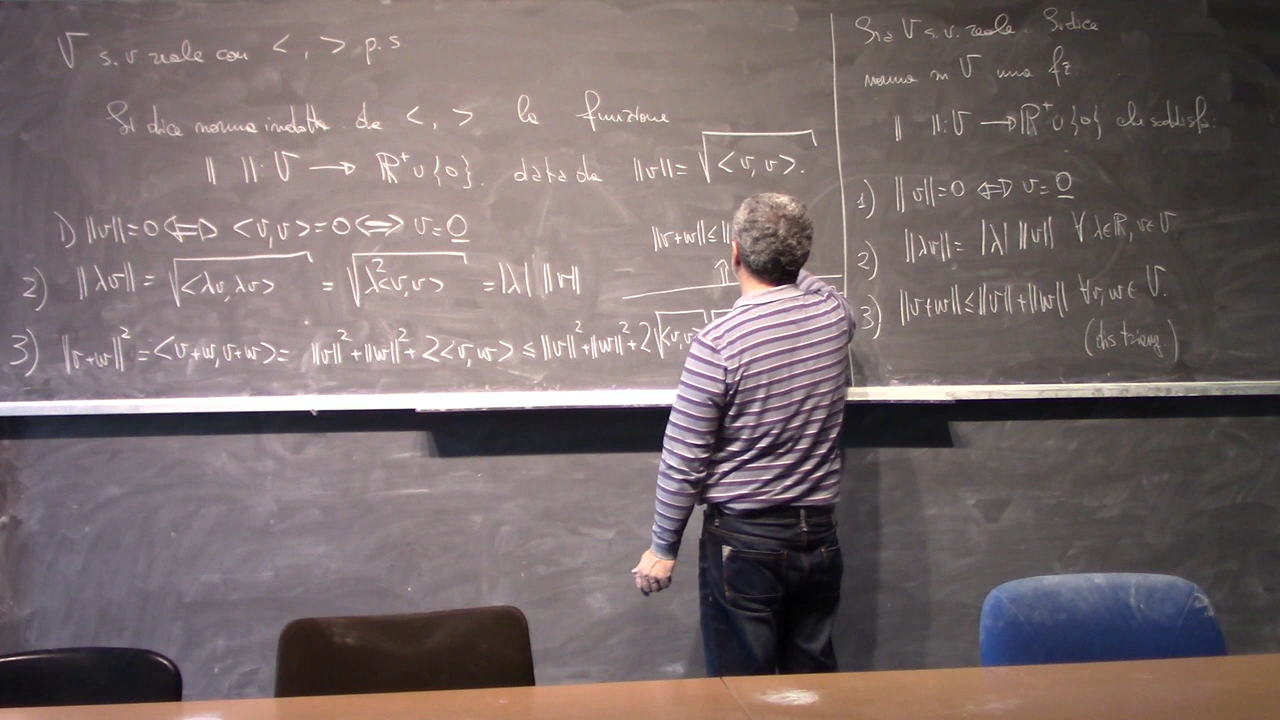 V s.v reale con < , > p.s
Si dice norma indotta da < , > la funzione
‖ ‖: V → ℝ⁺∪{0}. data da ‖v‖ = √<v,v>.
1) ‖v‖=0 ⇔ <v,v>=0 ⇔ v=0
‖v+w‖≤‖
⇑
2) ‖λv‖ = √<λv,λv> = √λ²<v,v> = |λ| ‖v‖
3) ‖v+w‖² = <v+w,v+w> = ‖v‖²+‖w‖²+2<v,w> ≤ ‖v‖²+‖w‖²+2√<v,v>
Sia V s.v. reale. Si dice
norma in V una fz.
‖ ‖: V → ℝ⁺∪{0} che soddisfa:
1) ‖v‖=0 ⇔ v=0
2) ‖λv‖ = |λ| ‖v‖ ∀ λ∈ℝ, v∈V.
3) ‖v+w‖≤‖v‖+‖w‖ ∀v,w∈ V.
(dis triang.)